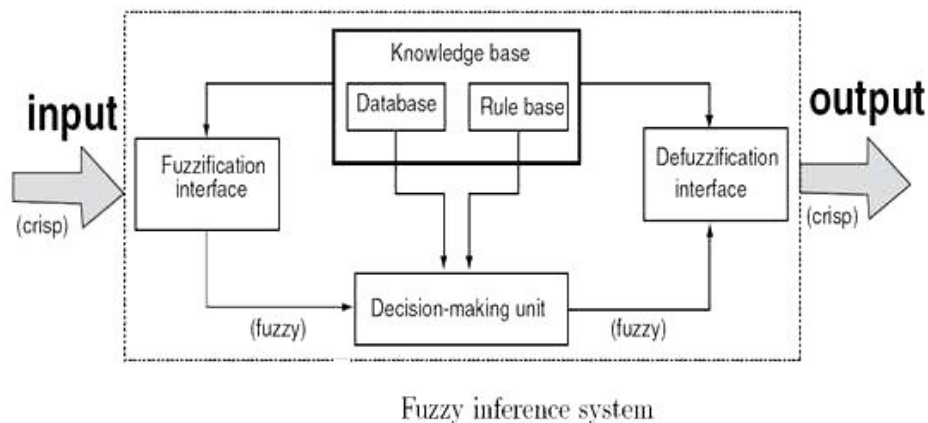 Knowledge base
Database
Rule base
input
output
Fuzzification
interface
Defuzzification
interface
(crisp)
(crisp)
Decision-making unit
(fuzzy)
(fuzzy)
Fuzzy inference system